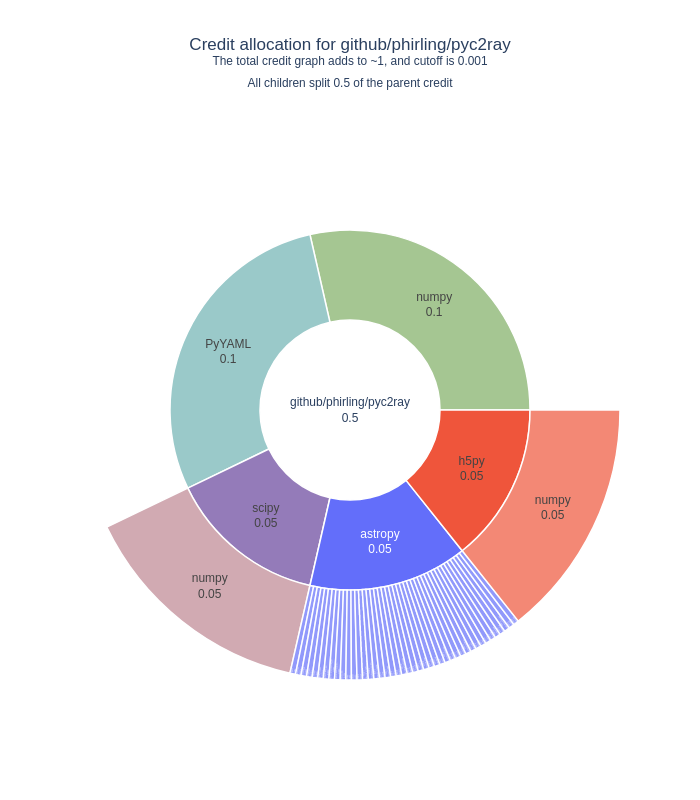 Credit allocation for github/phirling/pyc2ray
The total credit graph adds to ~1, and cutoff is 0.001
All children split 0.5 of the parent credit
numpy
0.1
PyYAML
0.1
github/phirling/pyc2ray
0.5
h5py
0.05
numpy
0.05
scipy
0.05
astropy
0.05
numpy
0.05